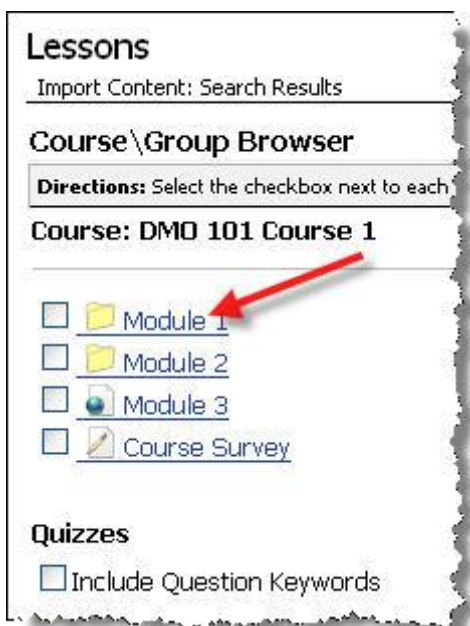 Lessons
Import Content: Search Results
Course\Group Browser
Directions: Select the checkbox next to each
Course: DMO 101 Course 1
Module 1
Module 2
Module 3
Course Survey
Quizzes
Include Question Keywords